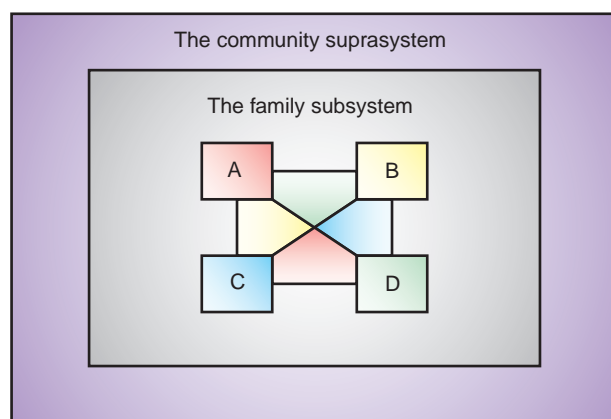 The community suprasystem
The family subsystem
A B
C D